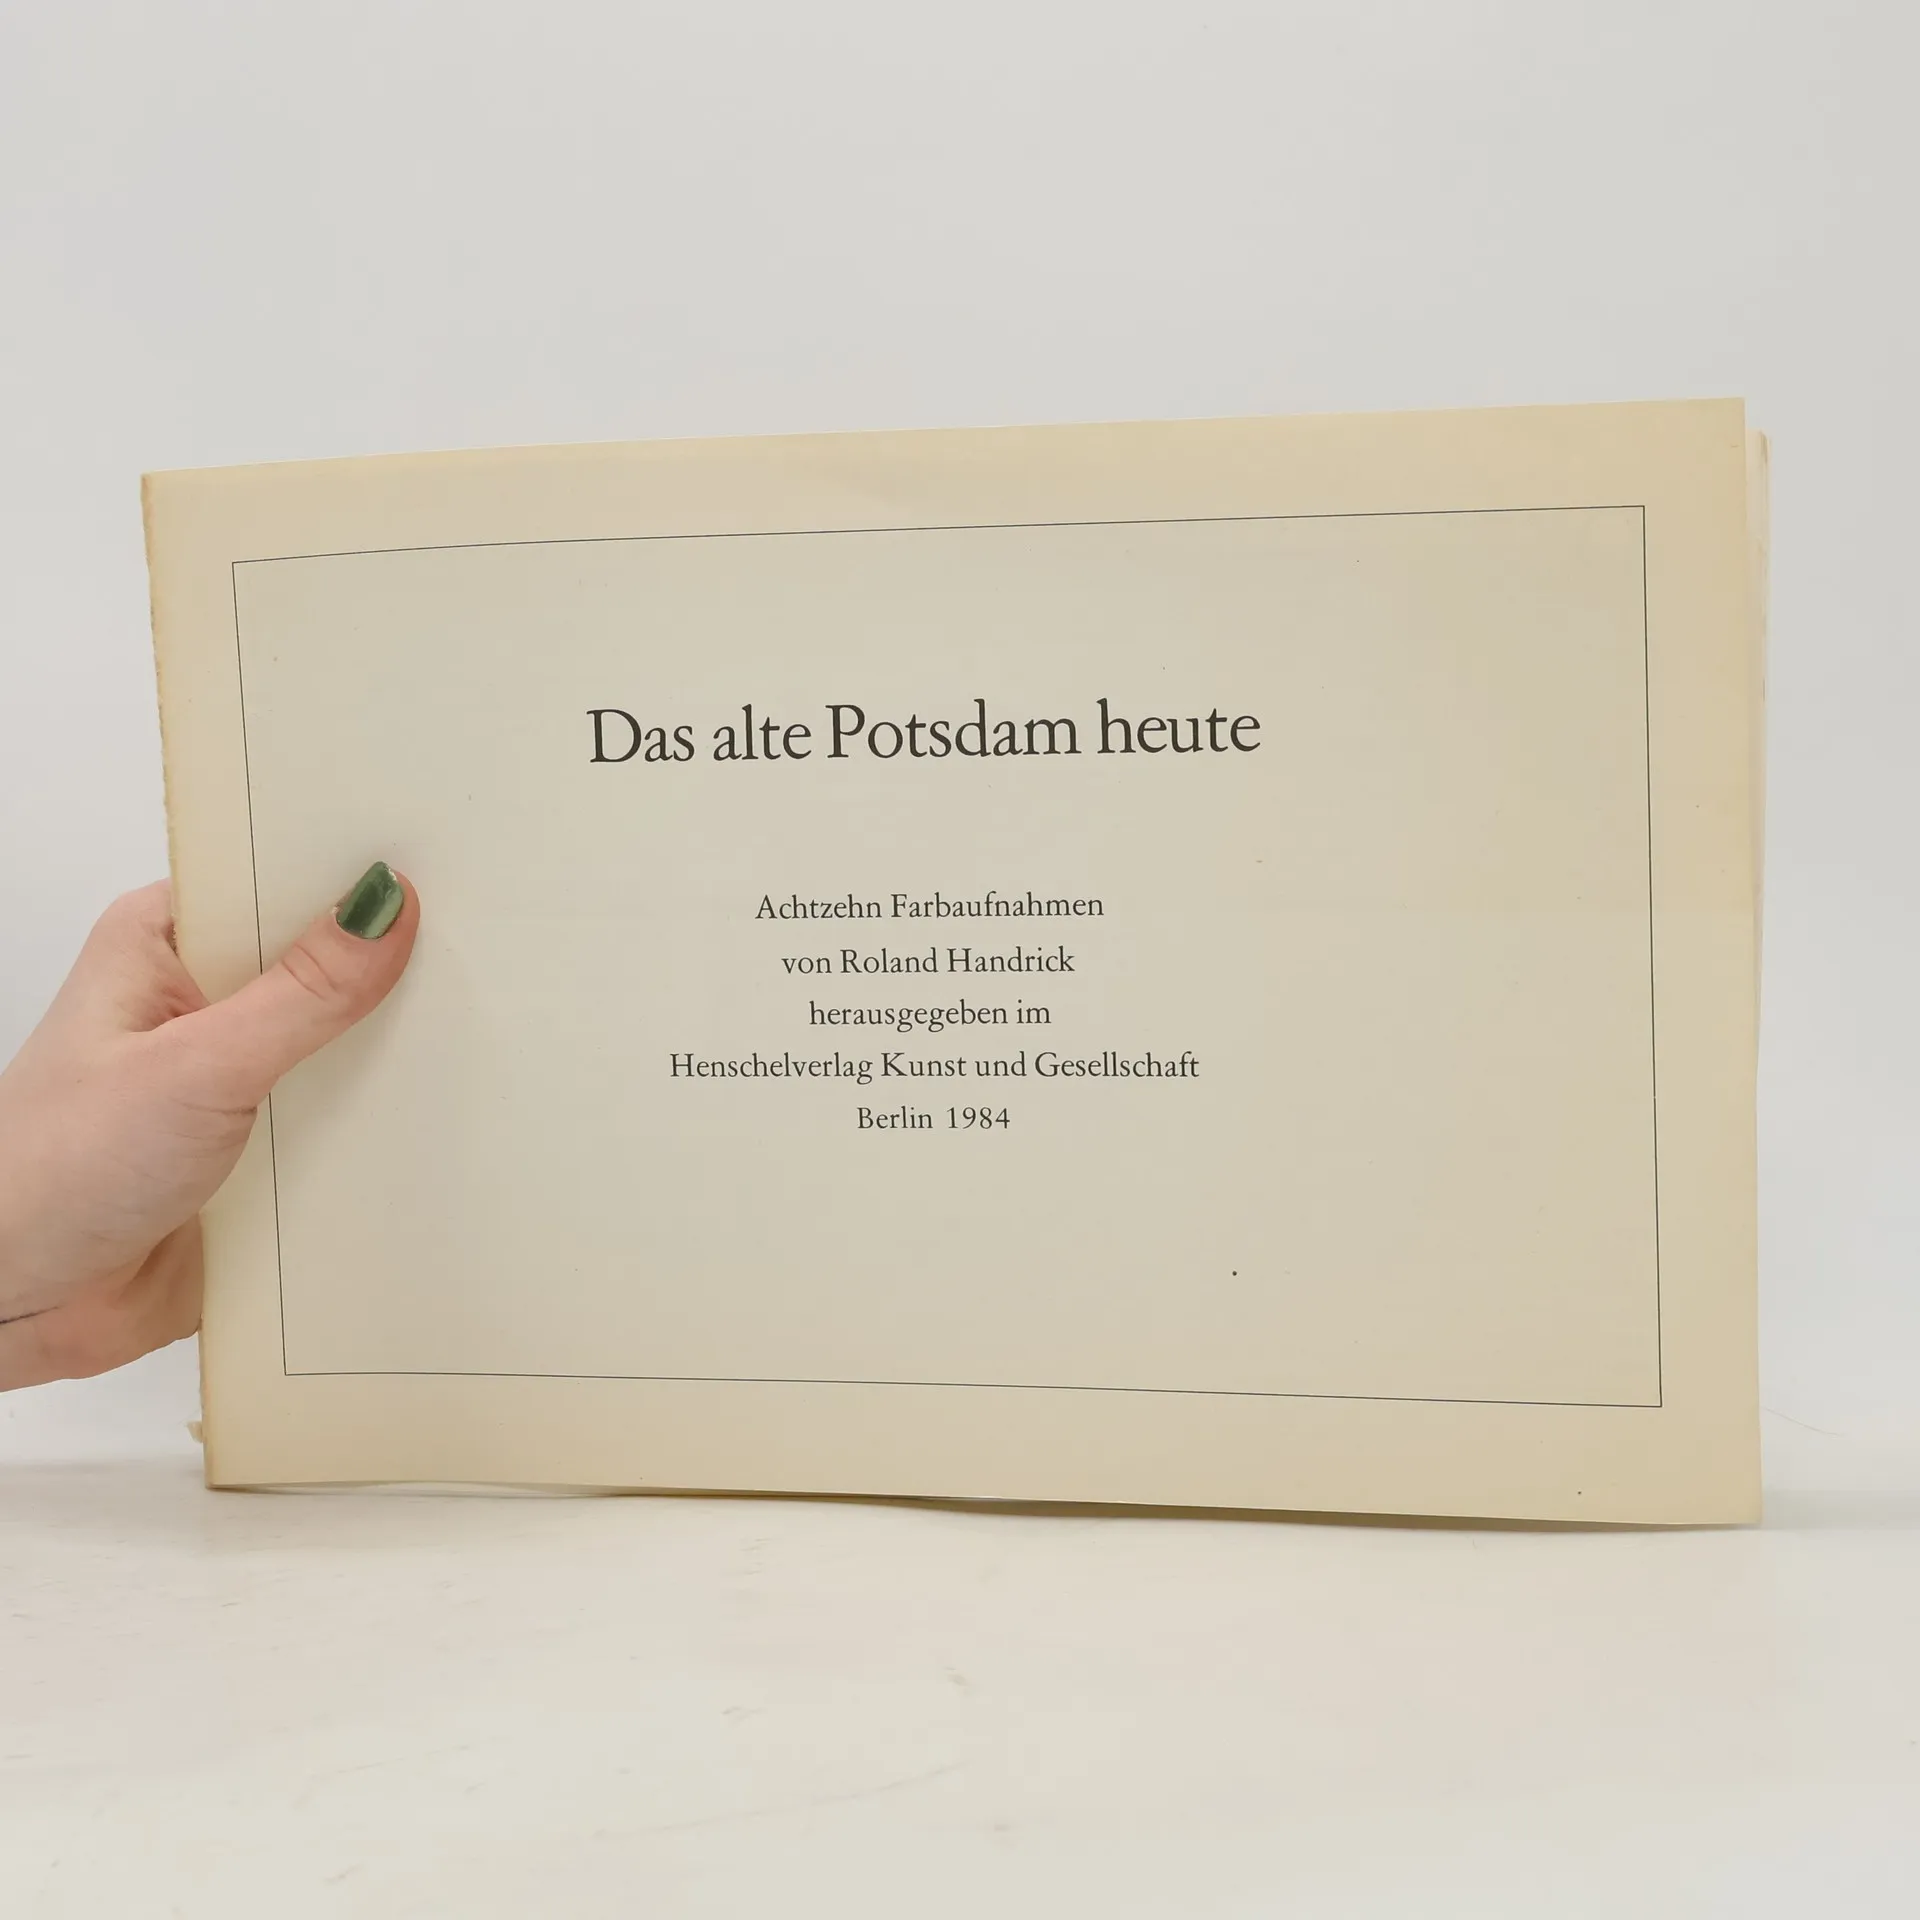 Das alte Potsdam heute
Achtzehn Farbaufnahmen
von Roland Handrick
herausgegeben im
Henschelverlag Kunst und Gesellschaft
Berlin 1984